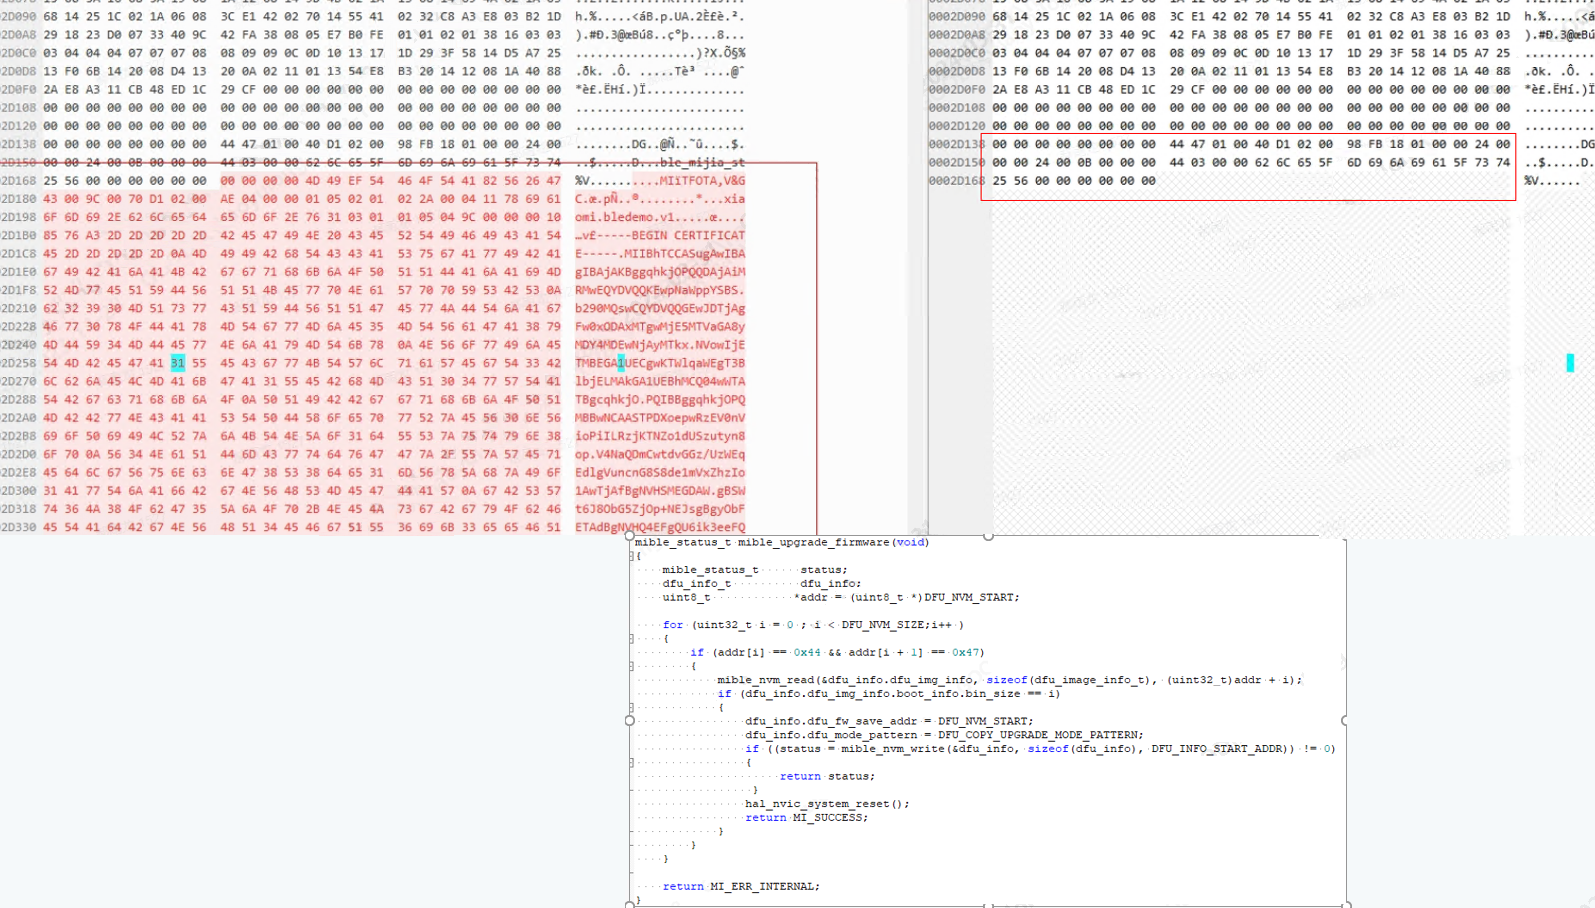 02D090 68 14 25 1C 02 1A 06 08 3C E1 42 02 70 14 55 41 02 32 C8 A3 E8 03 B2 1D h.%.....<áB.p.UA.2È£è.².
02D0A8 29 18 23 D0 07 33 40 9C 42 FA 38 08 05 E7 B0 FE 01 01 02 01 38 16 03 03 ).#Ð.3@œBú8..ç°þ....8...
02D0C0 03 04 04 04 07 07 07 08 08 09 09 0C 0D 10 13 17 1D 29 3F 58 14 D5 A7 25 .................)?X.Õ§%
02D0D8 13 F0 6B 14 20 08 D4 13 20 0A 02 11 01 13 54 E8 B3 20 14 12 08 1A 40 88 .ðk. .Ô. .....Tè³ ....@ˆ
02D0F0 2A E8 A3 11 CB 48 ED 1C 29 CF 00 00 00 00 00 00 00 00 00 00 00 00 00 00 *è£.ËHí.)Ï..............
02D108 00 00 00 00 00 00 00 00 00 00 00 00 00 00 00 00 00 00 00 00 00 00 00 00 ........................
02D120 00 00 00 00 00 00 00 00 00 00 00 00 00 00 00 00 00 00 00 00 00 00 00 00 ........................
02D138 00 00 00 00 00 00 00 00 44 47 01 00 40 D1 02 00 98 FB 18 01 00 00 24 00 ........DG..@Ñ..˜û....$.
02D150 00 00 24 00 0B 00 00 00 44 03 00 00 62 6C 65 5F 6D 69 6A 69 61 5F 73 74 ..$.....D...ble_mijia_st
02D168 25 56 00 00 00 00 00 00 00 00 00 00 4D 49 EF 54 46 4F 54 41 82 56 26 47 %V..........MIïTFOTA‚V&G
02D180 43 00 9C 00 70 D1 02 00 AE 04 00 00 01 05 02 01 01 02 2A 00 04 11 78 69 61 C.œ.pÑ..®.........*...xia
02D198 6F 6D 69 2E 62 6C 65 64 65 6D 6F 2E 76 31 03 01 01 05 04 9C 00 00 00 10 omi.bledemo.v1.....œ....
02D1B0 85 76 A3 2D 2D 2D 2D 2D 42 45 47 49 4E 20 43 45 52 54 49 46 49 43 41 54 …v£-----BEGIN CERTIFICAT
02D1C8 45 2D 2D 2D 2D 2D 0A 4D 49 49 42 68 54 43 43 41 53 75 67 41 77 49 42 41 E-----.MIIBhTCCASugAwIBA
02D1E0 67 49 42 41 6A 41 4B 42 67 67 71 68 6B 6A 4F 50 51 51 44 41 6A 41 69 4D gIBAjAKBggqhkjOPQQDAjAiM
02D1F8 52 4D 77 45 51 59 44 56 51 51 4B 45 77 70 4E 61 57 70 70 59 53 42 53 0A RMwEQYDVQQKEwpNaWppYSBS.
02D210 62 32 39 30 4D 51 73 77 43 51 59 44 56 51 51 47 45 77 4A 44 54 6A 41 67 b290MQswCQYDVQQGEwJDTjAg
02D228 46 77 30 78 4F 44 41 78 4D 54 67 77 4D 6A 45 35 4D 54 56 61 47 41 38 79 Fw0xODAxMTgwMjE5MTVaGA8y
02D240 4D 44 59 34 4D 44 45 77 4E 6A 41 79 4D 54 6B 78 0A 4E 56 6F 77 49 6A 45 MDY4MDEwNjAyMTkx.NVowIjE
02D258 54 4D 42 45 47 41 31 55 45 43 67 77 4B 54 57 6C 71 61 57 45 67 54 33 42 TMBEGA1UECgwKTWlqaWEgT3B
02D270 6C 62 6A 45 4C 4D 41 6B 47 41 31 55 45 42 68 4D 43 51 30 34 77 57 54 41 lbjELMAkGA1UEBhMCQ04wWTA
02D288 54 42 67 63 71 68 6B 6A 4F 0A 50 51 49 42 42 67 67 71 68 6B 6A 4F 50 51 TBgcqhkjO.PQIBBggqhkjOPQ
02D2A0 4D 42 42 77 4E 43 41 41 53 54 50 44 58 6F 65 70 77 52 7A 45 56 30 6E 56 MBBwNCAASTPDXoepwRzEV0nV
02D2B8 69 6F 50 69 49 4C 52 7A 6A 4B 54 4E 5A 6F 31 64 55 53 7A 75 74 79 6E 38 ioPiILRzjKTNZo1dUSzutyn8
02D2D0 6F 70 0A 56 34 4E 61 51 44 6D 43 77 74 64 76 47 47 7A 2F 55 7A 57 45 71 op.V4NaQDmCwtdvGGz/UzWEq
02D2E8 45 64 6C 67 56 75 6E 63 6E 47 38 53 38 64 65 31 6D 56 78 5A 68 7A 49 6F EdlgVuncnG8S8de1mVxZhzIo
02D300 31 41 77 54 6A 41 66 42 67 4E 56 48 53 4D 45 47 44 41 57 0A 67 42 53 57 1AwTjAfBgNVHSMEGDAW.gBSW
02D318 74 36 4A 38 4F 62 47 35 5A 6A 4F 70 2B 4E 45 4A 73 67 42 67 79 4F 62 46 t6J8ObG5ZjOp+NEJsgBgyObF
02D330 45 54 41 64 42 67 4E 56 48 51 34 45 46 67 51 55 36 69 6B 33 65 65 46 51 ETAdBgNVHQ4EFgQU6ik3eeFQ
0002D090 68 14 25 1C 02 1A 06 08 3C E1 42 02 70 14 55 41 02 32 C8 A3 E8 03 B2 1D h.%.....<á
0002D0A8 29 18 23 D0 07 33 40 9C 42 FA 38 08 05 E7 B0 FE 01 01 02 01 38 16 03 03 ).#Ð.3@œBú
0002D0C0 03 04 04 04 07 07 07 08 08 09 09 0C 0D 10 13 17 1D 29 3F 58 14 D5 A7 25 ..........
0002D0D8 13 F0 6B 14 20 08 D4 13 20 0A 02 11 01 13 54 E8 B3 20 14 12 08 1A 40 88 .ðk. .Ô. .
0002D0F0 2A E8 A3 11 CB 48 ED 1C 29 CF 00 00 00 00 00 00 00 00 00 00 00 00 00 00 *è£.ËHí.)Ï
0002D108 00 00 00 00 00 00 00 00 00 00 00 00 00 00 00 00 00 00 00 00 00 00 00 00 ..........
0002D120 00 00 00 00 00 00 00 00 00 00 00 00 00 00 00 00 00 00 00 00 00 00 00 00 ..........
0002D138 00 00 00 00 00 00 00 00 44 47 01 00 40 D1 02 00 98 FB 18 01 00 00 24 00 ........DG
0002D150 00 00 24 00 0B 00 00 00 44 03 00 00 62 6C 65 5F 6D 69 6A 69 61 5F 73 74 ..$.....D.
0002D168 25 56 00 00 00 00 00 00 %V......
mible_status_t mible_upgrade_firmware(void)
{
    mible_status_t      status;
    dfu_info_t          dfu_info;
    uint8_t            *addr = (uint8_t *)DFU_NVM_START;
    for (uint32_t i = 0 ; i < DFU_NVM_SIZE;i++ )
    {
        if (addr[i] == 0x44 && addr[i + 1] == 0x47)
        {
            mible_nvm_read(&dfu_info.dfu_img_info, sizeof(dfu_image_info_t), (uint32_t)addr + i);
            if (dfu_info.dfu_img_info.boot_info.bin_size == i)
            {
                dfu_info.dfu_fw_save_addr = DFU_NVM_START;
                dfu_info.dfu_mode_pattern = DFU_COPY_UPGRADE_MODE_PATTERN;
                if ((status = mible_nvm_write(&dfu_info, sizeof(dfu_info), DFU_INFO_START_ADDR)) != 0)
                {
                     return status;
                 }
                hal_nvic_system_reset();
                return MI_SUCCESS;
            }
        }
    }
    return MI_ERR_INTERNAL;
}